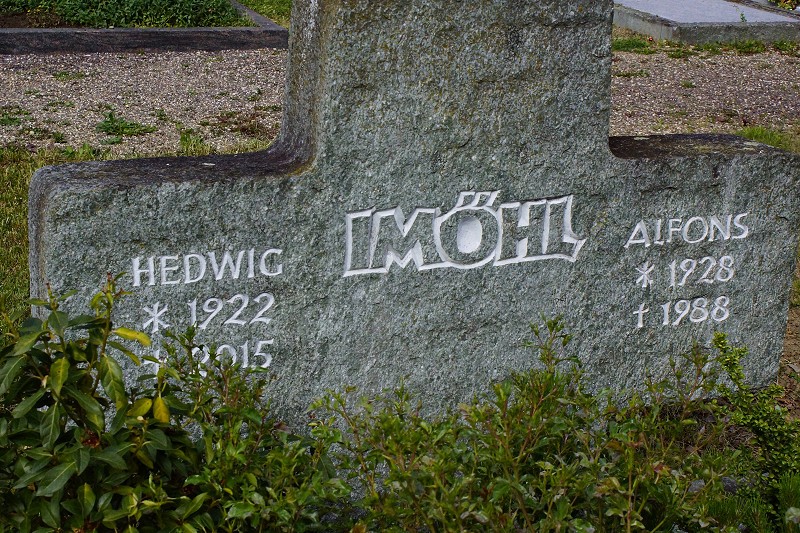 IMÖHL
HEDWIG
* 1922
† 2015
ALFONS
* 1928
† 1988